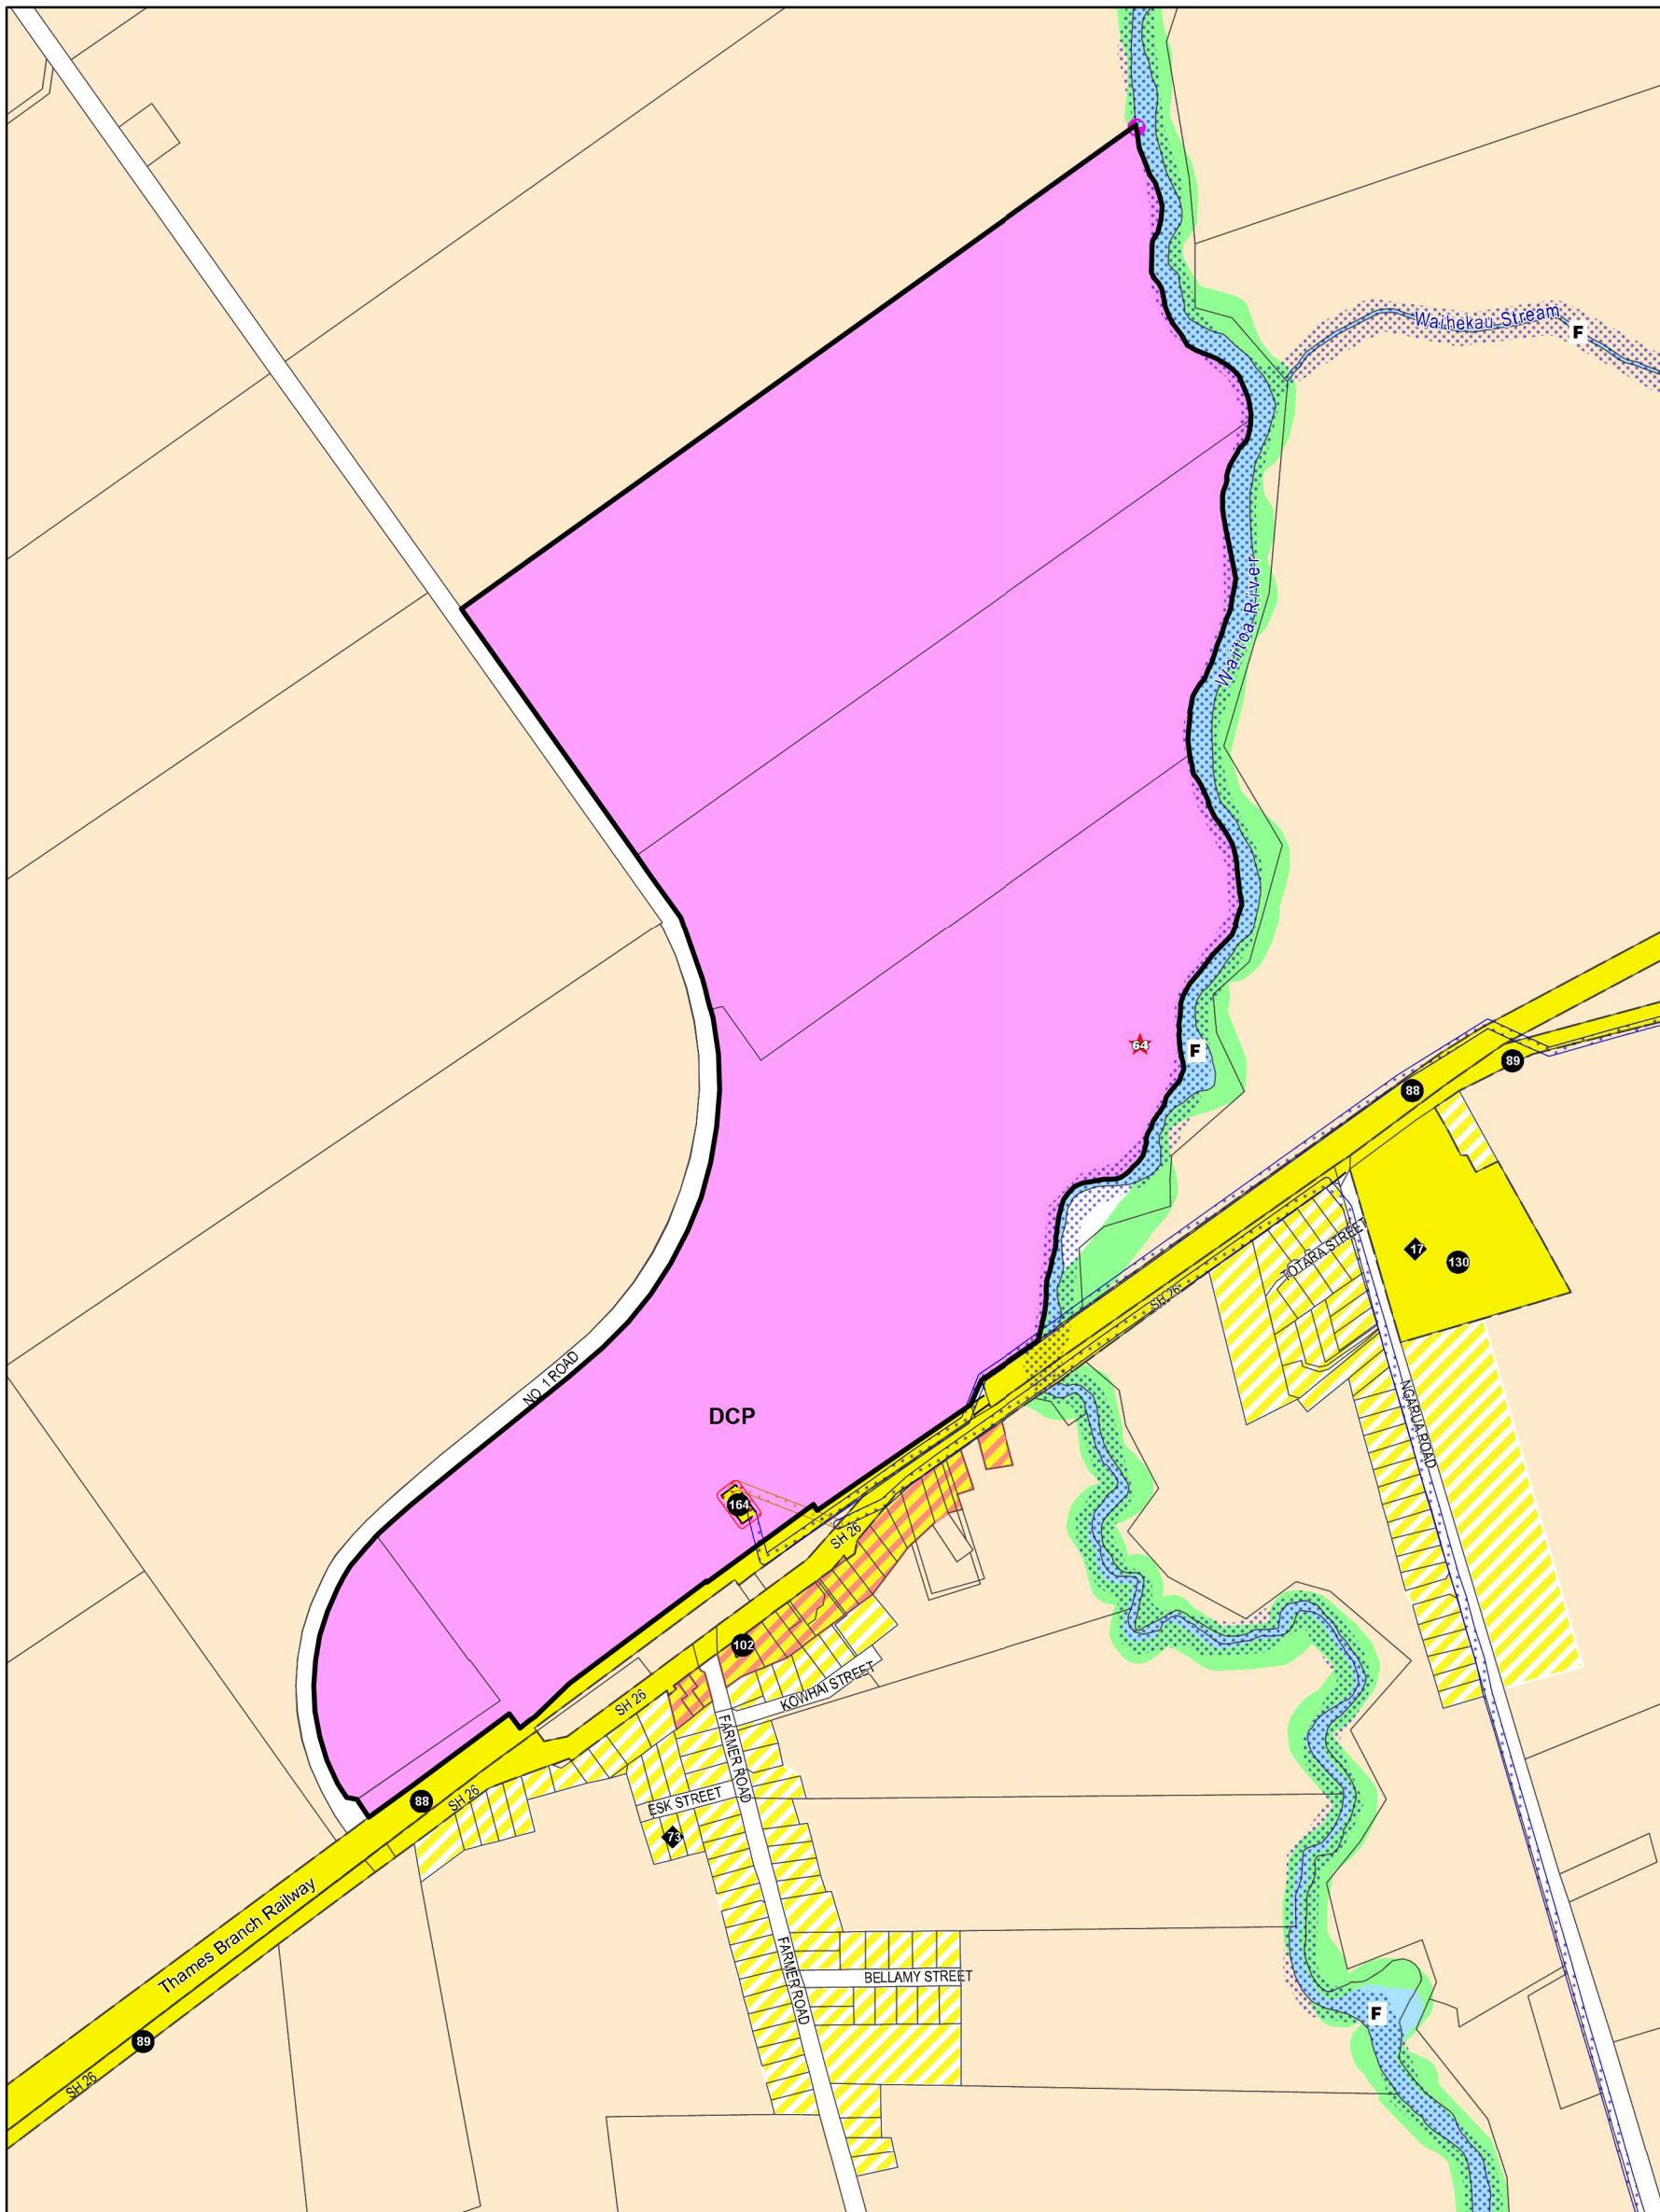 Waihekau Stream
F
Waitoa River
64
F
88
89
17
130
TOTARA STREET
SH 26
NO 1 ROAD
NGARUA ROAD
DCP
164
SH 26
102
KOWHAI STREET
SH 26
FARMER ROAD
88
SH 26
ESK STREET
73
Thames Branch Railway
FARMER ROAD
BELLAMY STREET
F
89
SH 26